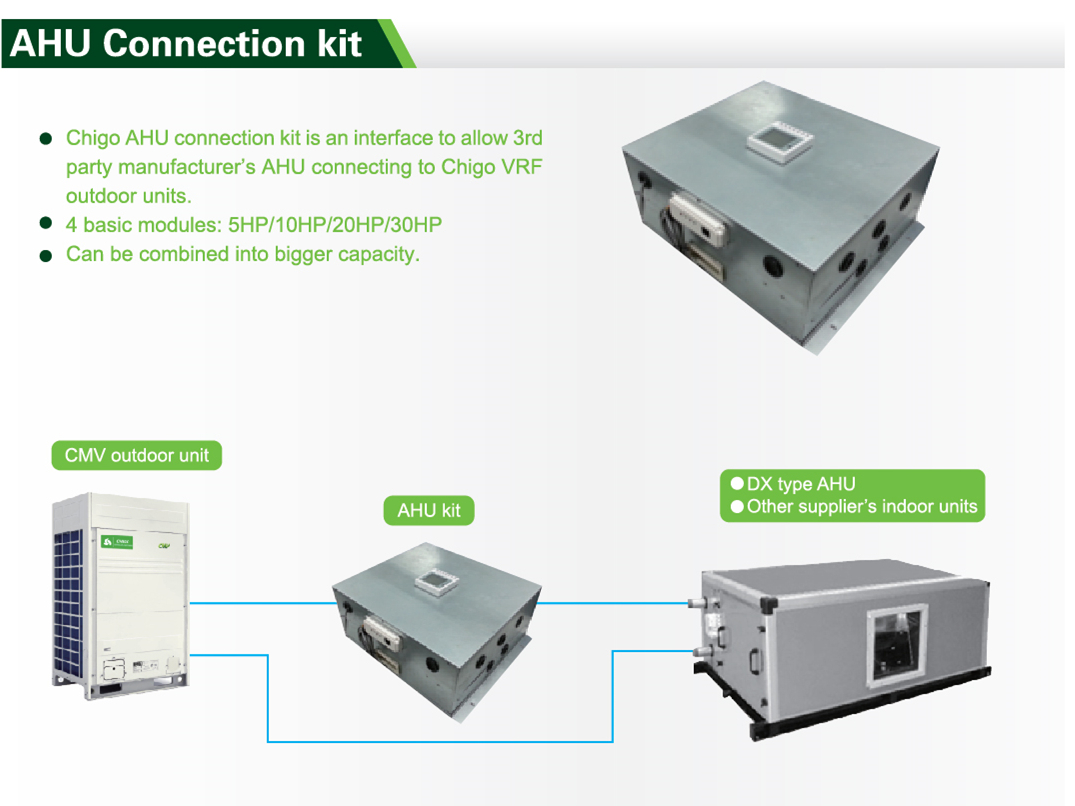 AHU Connection kit
Chigo AHU connection kit is an interface to allow 3rd
party manufacturer's AHU connecting to Chigo VRF
outdoor units.
4 basic modules: 5HP/10HP/20HP/30HP
Can be combined into bigger capacity.
CMV outdoor unit
AHU kit
DX type AHU
Other supplier's indoor units